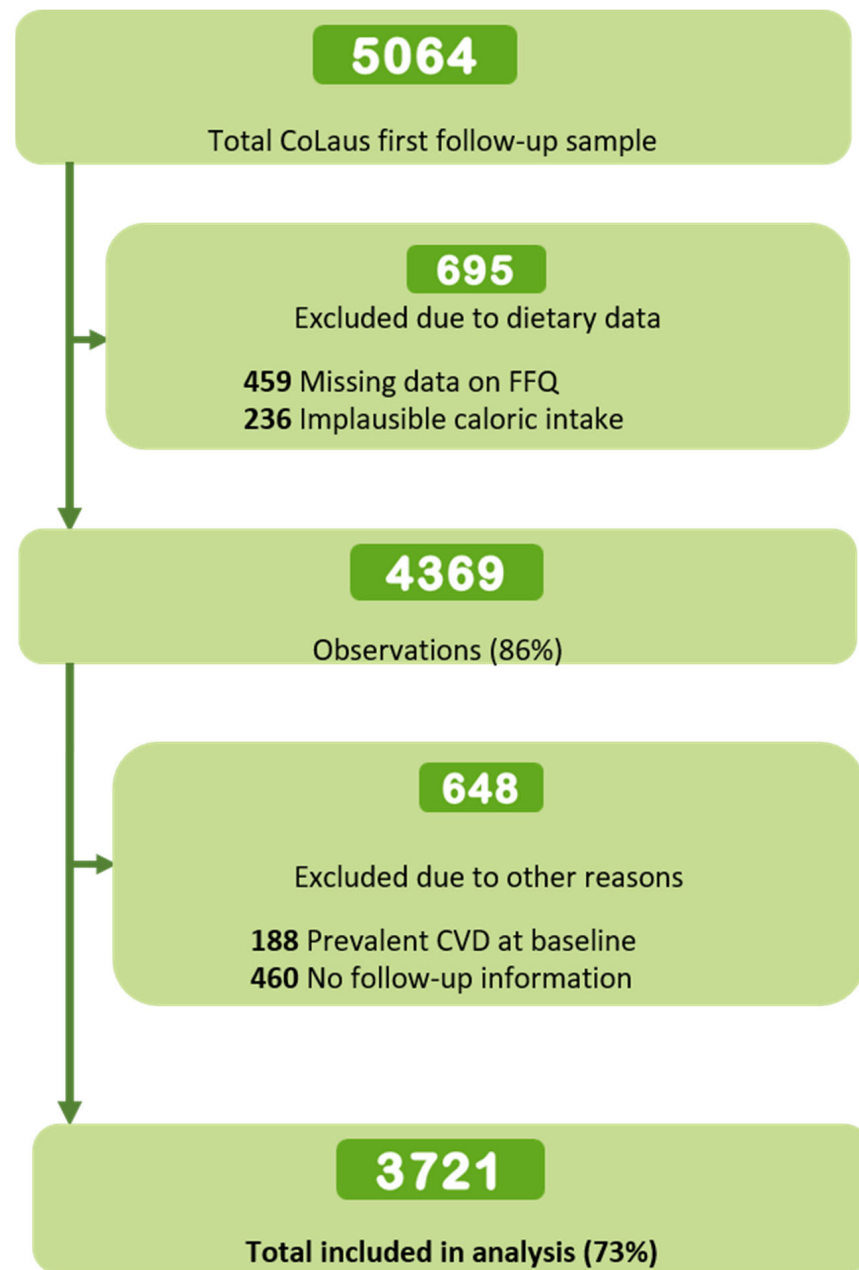 5064
Total CoLaus first follow-up sample
695
Excluded due to dietary data
459 Missing data on FFQ
236 Implausible caloric intake
4369
Observations (86%)
648
Excluded due to other reasons
188 Prevalent CVD at baseline
460 No follow-up information
3721
Total included in analysis (73%)